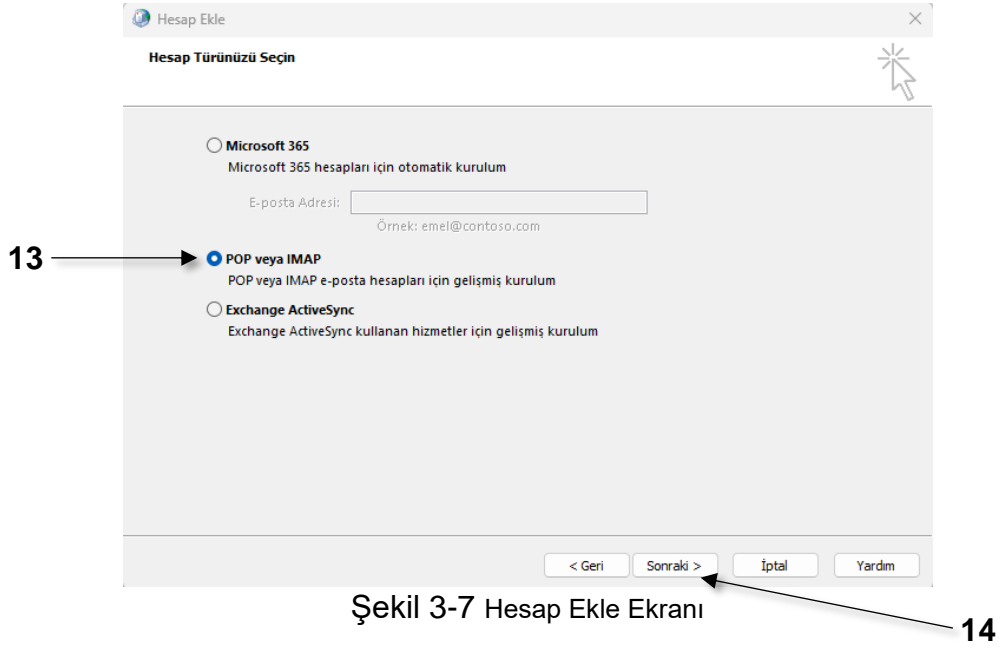 Hesap Ekle
Hesap Türünüzü Seçin
Microsoft 365
Microsoft 365 hesapları için otomatik kurulum
E-posta Adresi:
Örnek: emel@contoso.com
13
POP veya IMAP
POP veya IMAP e-posta hesapları için gelişmiş kurulum
Exchange ActiveSync
Exchange ActiveSync kullanan hizmetler için gelişmiş kurulum
< Geri Sonraki > İptal Yardım
Şekil 3-7 Hesap Ekle Ekranı
14